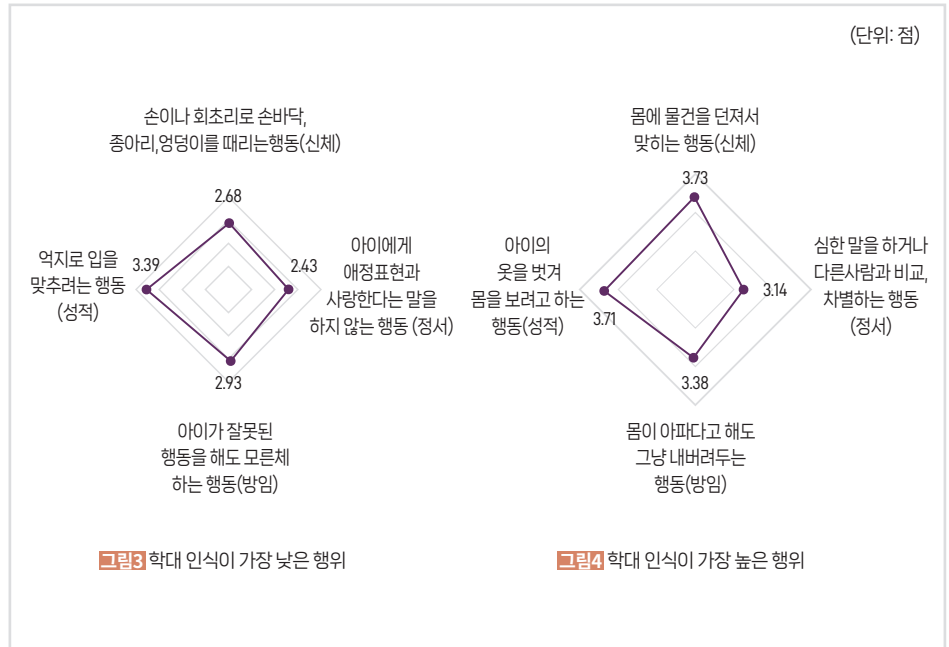 (단위: 점)
손이나 회초리로 손바닥,
종아리,엉덩이를 때리는행동(신체)
2.68
억지로 입을
맞추려는 행동
(성적)
3.39
2.43
아이에게
애정표현과
사랑한다는 말을
하지 않는 행동 (정서)
2.93
아이가 잘못된
행동을 해도 모른체
하는 행동(방임)
그림3 학대 인식이 가장 낮은 행위
몸에 물건을 던져서
맞히는 행동(신체)
3.73
아이의
옷을 벗겨
몸을 보려고 하는
행동(성적)
3.71
3.14
심한 말을 하거나
다른사람과 비교,
차별하는 행동
(정서)
3.38
몸이 아파다고 해도
그냥 내버려두는
행동(방임)
그림4 학대 인식이 가장 높은 행위